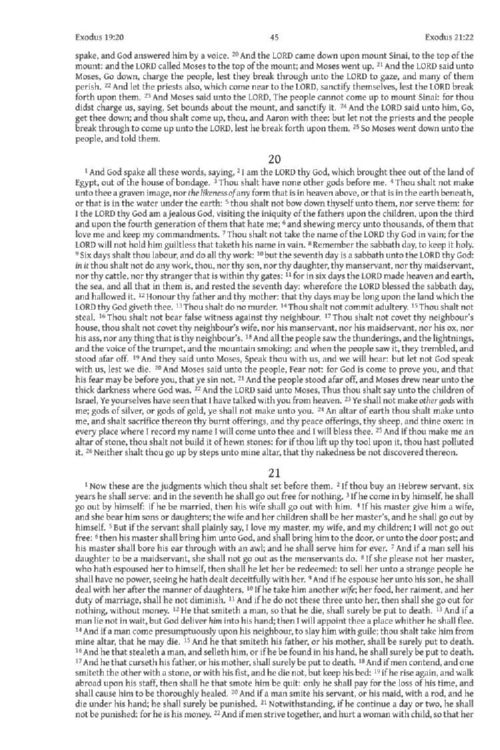 Exodus 19:20 45 Exodus 21:22
spake, and God answered him by a voice. 20 And the LORD came down upon mount Sinai, to the top of the
mount: and the LORD called Moses to the top of the mount; and Moses went up. 21 And the LORD said unto
Moses, Go down, charge the people, lest they break through unto the LORD to gaze, and many of them
perish. 22 And let the priests also, which come near to the LORD, sanctify themselves, lest the LORD break
forth upon them. 23 And Moses said unto the LORD, The people cannot come up to mount Sinai: for thou
didst charge us, saying, Set bounds about the mount, and sanctify it. 24 And the LORD said unto him, Go,
get thee down; and thou shalt come up, thou, and Aaron with thee: but let not the priests and the people
break through to come up unto the LORD, lest he break forth upon them. 25 So Moses went down unto the
people, and told them.
20
1 And God spake all these words, saying, 2 I am the LORD thy God, which brought thee out of the land of
Egypt, out of the house of bondage. 3 Thou shalt have none other gods before me. 4 Thou shalt not make
unto thee a graven image, nor the likeness of any form that is in heaven above, or that is in the earth beneath,
or that is in the water under the earth: 5 thou shalt not bow down thyself unto them, nor serve them: for
I the LORD thy God am a jealous God, visiting the iniquity of the fathers upon the children, upon the third
and upon the fourth generation of them that hate me; 6 and shewing mercy unto thousands, of them that
love me and keep my commandments. 7 Thou shalt not take the name of the LORD thy God in vain; for the
LORD will not hold him guiltless that taketh his name in vain. 8 Remember the sabbath day, to keep it holy.
9 Six days shalt thou labour, and do all thy work: 10 but the seventh day is a sabbath unto the LORD thy God:
in it thou shalt not do any work, thou, nor thy son, nor thy daughter, thy manservant, nor thy maidservant,
nor thy cattle, nor thy stranger that is within thy gates: 11 for in six days the LORD made heaven and earth,
the sea, and all that in them is, and rested the seventh day: wherefore the LORD blessed the sabbath day,
and hallowed it. 12 Honour thy father and thy mother: that thy days may be long upon the land which the
LORD thy God giveth thee. 13 Thou shalt do no murder. 14 Thou shalt not commit adultery. 15 Thou shalt not
steal. 16 Thou shalt not bear false witness against thy neighbour. 17 Thou shalt not covet thy neighbour's
house, thou shalt not covet thy neighbour's wife, nor his manservant, nor his maidservant, nor his ox, nor
his ass, nor any thing that is thy neighbour's. 18 And all the people saw the thunderings, and the lightnings,
and the voice of the trumpet, and the mountain smoking: and when the people saw it, they trembled, and
stood afar off. 19 And they said unto Moses, Speak thou with us, and we will hear: but let not God speak
with us, lest we die. 20 And Moses said unto the people, Fear not: for God is come to prove you, and that
his fear may be before you, that ye sin not. 21 And the people stood afar off, and Moses drew near unto the
thick darkness where God was. 22 And the LORD said unto Moses, Thus thou shalt say unto the children of
Israel, Ye yourselves have seen that I have talked with you from heaven. 23 Ye shall not make other gods with
me; gods of silver, or gods of gold, ye shall not make unto you. 24 An altar of earth thou shalt make unto
me, and shalt sacrifice thereon thy burnt offerings, and thy peace offerings, thy sheep, and thine oxen: in
every place where I record my name I will come unto thee and I will bless thee. 25 And if thou make me an
altar of stone, thou shalt not build it of hewn stones: for if thou lift up thy tool upon it, thou hast polluted
it. 26 Neither shalt thou go up by steps unto mine altar, that thy nakedness be not discovered thereon.
21
1 Now these are the judgments which thou shalt set before them. 2 If thou buy an Hebrew servant, six
years he shall serve: and in the seventh he shall go out free for nothing. 3 If he come in by himself, he shall
go out by himself: if he be married, then his wife shall go out with him. 4 If his master give him a wife,
and she bear him sons or daughters; the wife and her children shall be her master's, and he shall go out by
himself. 5 But if the servant shall plainly say, I love my master, my wife, and my children; I will not go out
free: 6 then his master shall bring him unto God, and shall bring him to the door, or unto the door post; and
his master shall bore his ear through with an awl; and he shall serve him for ever. 7 And if a man sell his
daughter to be a maidservant, she shall not go out as the menservants do. 8 If she please not her master,
who hath espoused her to himself, then shall he let her be redeemed: to sell her unto a strange people he
shall have no power, seeing he hath dealt deceitfully with her. 9 And if he espouse her unto his son, he shall
deal with her after the manner of daughters. 10 If he take him another wife; her food, her raiment, and her
duty of marriage, shall he not diminish. 11 And if he do not these three unto her, then shall she go out for
nothing, without money. 12 He that smiteth a man, so that he die, shall surely be put to death. 13 And if a
man lie not in wait, but God deliver him into his hand; then I will appoint thee a place whither he shall flee.
14 And if a man come presumptuously upon his neighbour, to slay him with guile; thou shalt take him from
mine altar, that he may die. 15 And he that smiteth his father, or his mother, shall be surely put to death.
16 And he that stealeth a man, and selleth him, or if he be found in his hand, he shall surely be put to death.
17 And he that curseth his father, or his mother, shall surely be put to death. 18 And if men contend, and one
smiteth the other with a stone, or with his fist, and he die not, but keep his bed: 19 if he rise again, and walk
abroad upon his staff, then shall he that smote him be quit: only he shall pay for the loss of his time, and
shall cause him to be thoroughly healed. 20 And if a man smite his servant, or his maid, with a rod, and he
die under his hand; he shall surely be punished. 21 Notwithstanding, if he continue a day or two, he shall
not be punished: for he is his money. 22 And if men strive together, and hurt a woman with child, so that her